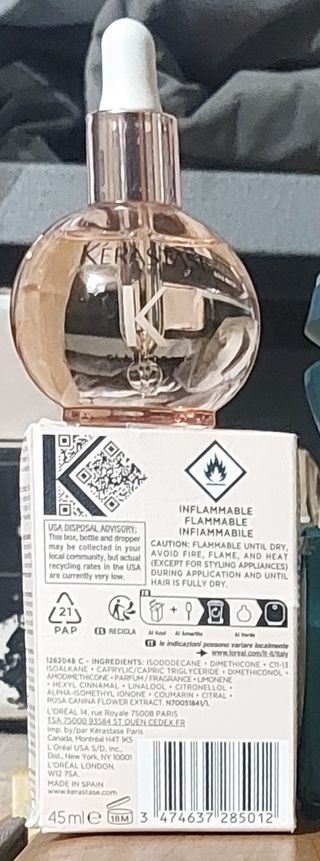 KÉRASTASE
K
K
USA DISPOSAL ADVISORY:
This box, bottle and dropper
may be collected in your
local community, but actual
recycling rates in the USA
are currently very low.
INFLAMMABLE
FLAMMABLE
INFIAMMABILE
CAUTION: FLAMMABLE UNTIL DRY,
AVOID FIRE, FLAME, AND HEAT
(EXCEPT FOR STYLING APPLIANCES)
DURING APPLICATION AND UNTIL
HAIR IS FULLY DRY.
21
PAP
ES RECICLA
FR
Al Azul
Al Amarillo
Al Verde
IT le indicazioni possono variare localmente
www.loreal.com/it-it/italy
1282048 C - INGREDIENTS: ISODODECANE • DIMETHICONE • C11-13
ISOALKANE • CAPRYLIC/CAPRIC TRIGLYCERIDE • DIMETHICONOL •
AMODIMETHICONE • PARFUM / FRAGRANCE • LIMONENE
• HEXYL CINNAMAL • LINALOOL • CITRONELLOL •
ALPHA-ISOMETHYL IONONE • COUMARIN • CITRAL •
ROSA CANINA FLOWER EXTRACT. N70051841/1.
L'ORÉAL 14, rue Royale 75008 PARIS
TSA 75000 93584 ST OUEN CEDEX FR
Imp. by/par Kérastase Paris
Canada, Montréal H4T 1K5
L'Oréal USA S/D, Inc.,
Dist., New York, NY 10001
L'ORÉAL LONDON,
W12 7SA.
MADE IN SPAIN
www.kerastase.com
45 ml e 18M 3 474637 285012